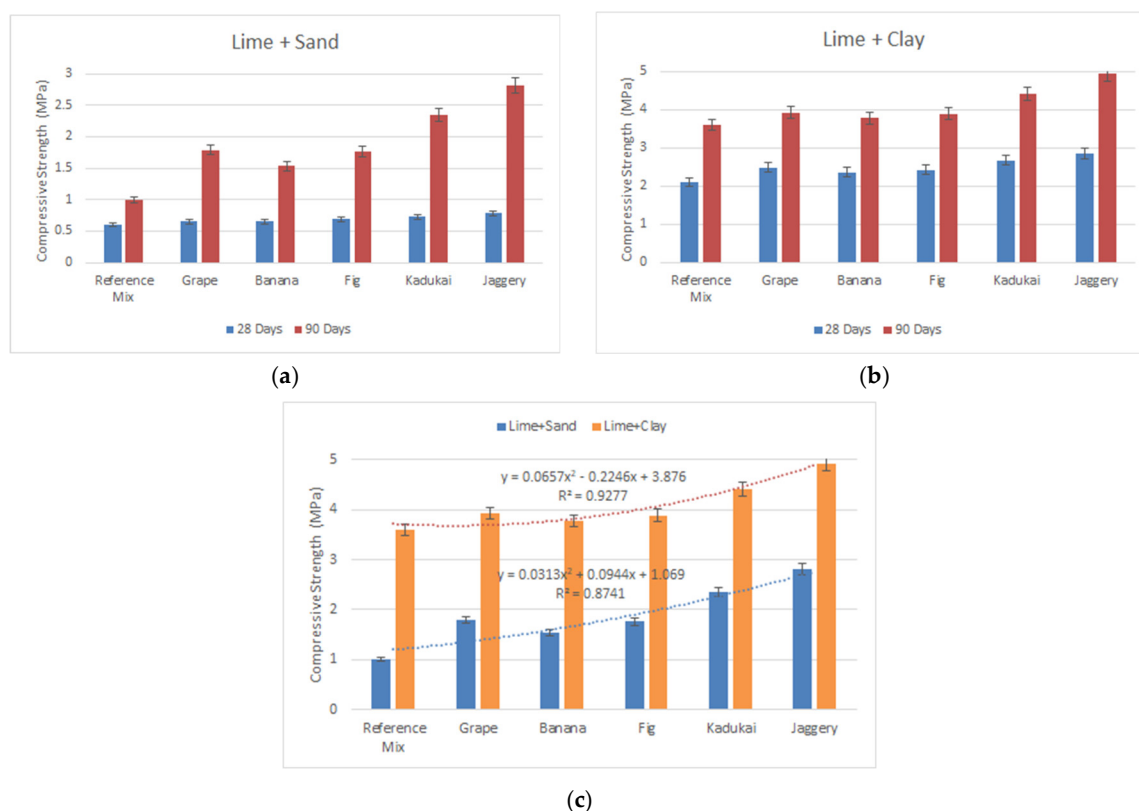 Lime + Sand
Compressive Strength (MPa)
3
2.5
2
1.5
1
0.5
0
Reference Mix
Grape
Banana
Fig
Kadukai
Jaggery
28 Days
90 Days
(a)
Lime + Clay
Compressive Strength (MPa)
5
4
3
2
1
0
Reference Mix
Grape
Banana
Fig
Kadukai
Jaggery
28 Days
90 Days
(b)
Lime+Sand
Lime+Clay
Compressive Strength (MPa)
5
4
3
2
1
0
y = 0.0657x² - 0.2246x + 3.876
R² = 0.9277
y = 0.0313x² + 0.0944x + 1.069
R² = 0.8741
Reference Mix
Grape
Banana
Fig
Kadukai
Jaggery
(c)